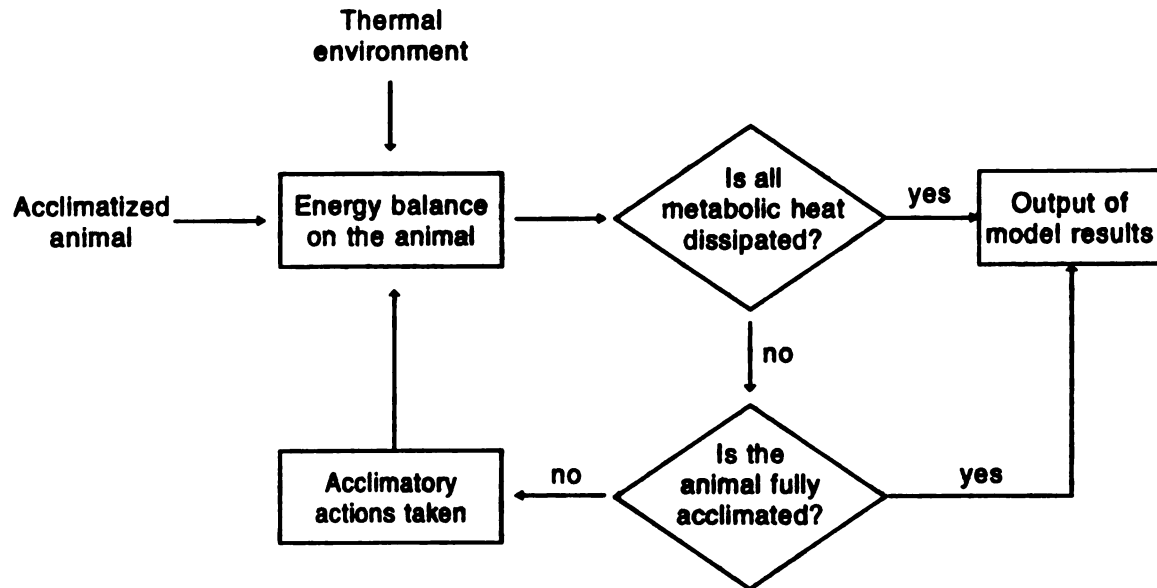 Thermal
environment
Acclimatized
animal
Energy balance
on the animal
Is all
metabolic heat
dissipated?
yes
Output of
model results
no
Is the
animal fully
acclimated?
yes
no
Acclimatory
actions taken